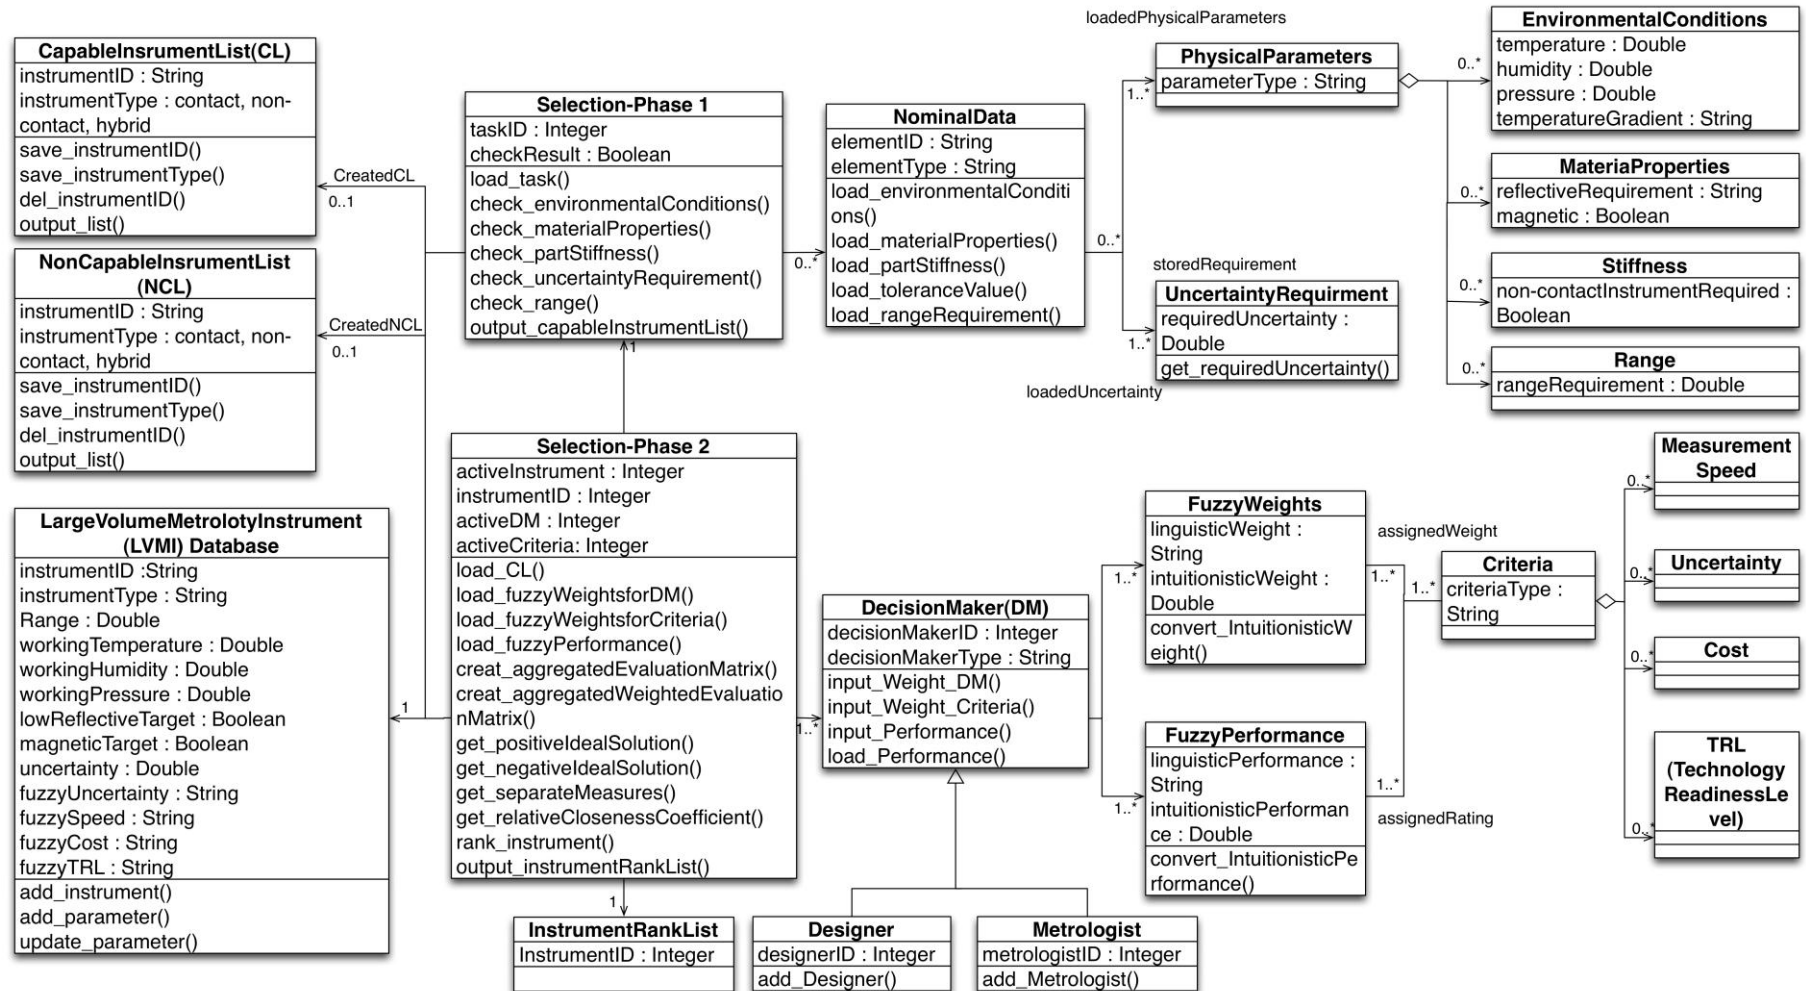 CapableInsrumentList(CL)
instrumentID : String
instrumentType : contact, non-
contact, hybrid
save_instrumentID()
save_instrumentType()
del_instrumentID()
output_list()
NonCapableInsrumentList
(NCL)
instrumentID : String
instrumentType : contact, non-
contact, hybrid
save_instrumentID()
save_instrumentType()
del_instrumentID()
output_list()
LargeVolumeMetrolotyInstrument
(LVMI) Database
instrumentID :String
instrumentType : String
Range : Double
workingTemperature : Double
workingHumidity : Double
workingPressure : Double
lowReflectiveTarget : Boolean
magneticTarget : Boolean
uncertainty : Double
fuzzyUncertainty : String
fuzzySpeed : String
fuzzyCost : String
fuzzyTRL : String
add_instrument()
add_parameter()
update_parameter()
CreatedCL
0..1
CreatedNCL
0..1
1
Selection-Phase 1
taskID : Integer
checkResult : Boolean
load_task()
check_environmentalConditions()
check_materialProperties()
check_partStiffness()
check_uncertaintyRequirement()
check_range()
output_capableInstrumentList()
1
0..*
Selection-Phase 2
activeInstrument : Integer
instrumentID : Integer
activeDM : Integer
activeCriteria: Integer
load_CL()
load_fuzzyWeightsforDM()
load_fuzzyWeightsforCriteria()
load_fuzzyPerformance()
creat_aggregatedEvaluationMatrix()
creat_aggregatedWeightedEvaluatio
nMatrix()
get_positiveIdealSolution()
get_negativeIdealSolution()
get_separateMeasures()
get_relativeClosenessCoefficient()
rank_instrument()
output_instrumentRankList()
1
1..*
InstrumentRankList
InstrumentID : Integer
NominalData
elementID : String
elementType : String
load_environmentalConditi
ons()
load_materialProperties()
load_partStiffness()
load_toleranceValue()
load_rangeRequirement()
0..*
loadedPhysicalParameters
1..*
PhysicalParameters
parameterType : String
storedRequirement
UncertaintyRequirment
requiredUncertainty :
Double
get_requiredUncertainty()
1..*
loadedUncertainty
0..*
EnvironmentalConditions
temperature : Double
humidity : Double
pressure : Double
temperatureGradient : String
0..*
MateriaProperties
reflectiveRequirement : String
magnetic : Boolean
0..*
Stiffness
non-contactInstrumentRequired :
Boolean
0..*
Range
rangeRequirement : Double
DecisionMaker(DM)
decisionMakerID : Integer
decisionMakerType : String
input_Weight_DM()
input_Weight_Criteria()
input_Performance()
load_Performance()
Designer
designerID : Integer
add_Designer()
Metrologist
metrologistID : Integer
add_Metrologist()
1..*
FuzzyWeights
linguisticWeight :
String
intuitionisticWeight :
Double
convert_IntuitionisticW
eight()
1..*
FuzzyPerformance
linguisticPerformance :
String
intuitionisticPerforman
ce : Double
convert_IntuitionisticPe
rformance()
assignedWeight
1..*
1..*
1..*
assignedRating
Criteria
criteriaType :
String
0..*
Measurement
Speed
0..*
Uncertainty
0..*
Cost
0..*
TRL
(Technology
ReadinessLe
vel)